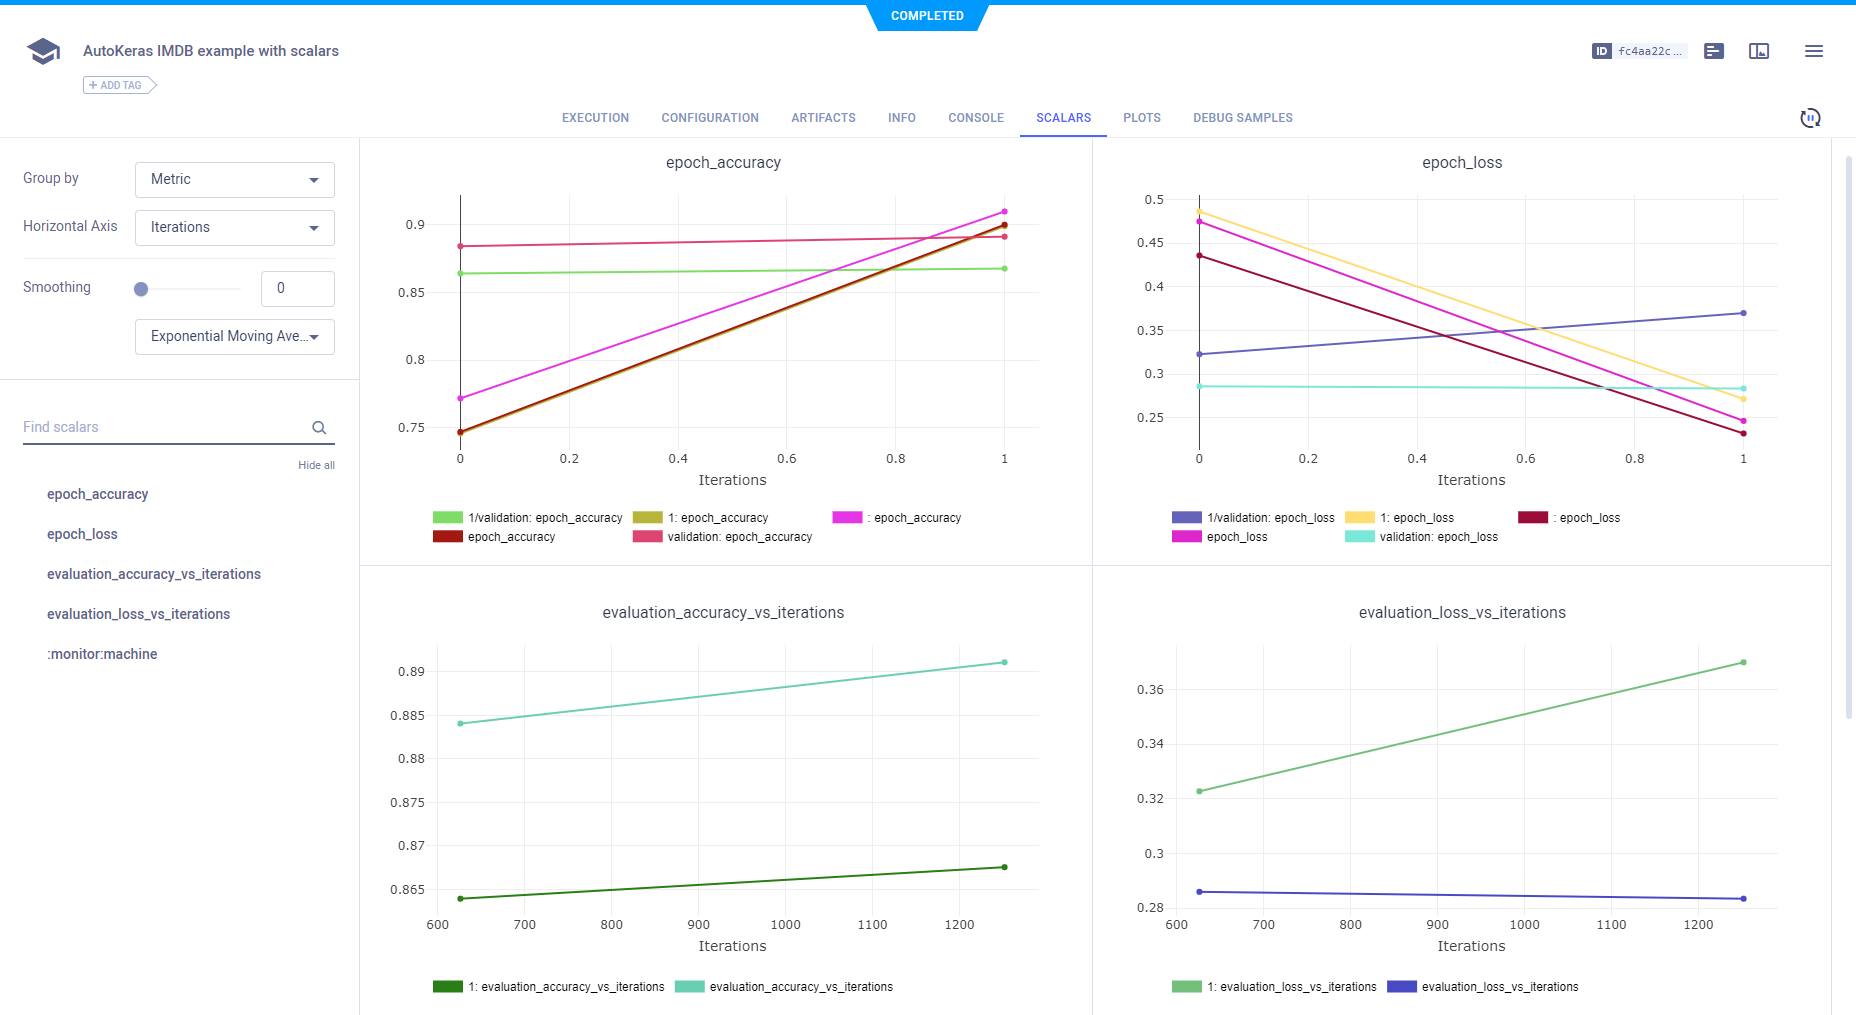 COMPLETED
AutoKeras IMDB example with scalars
ID fc4aa22c...
+ ADD TAG
EXECUTION CONFIGURATION ARTIFACTS INFO CONSOLE SCALARS PLOTS DEBUG SAMPLES
Group by Metric
Horizontal Axis Iterations
Smoothing 0
Exponential Moving Ave...
Find scalars
Hide all
epoch_accuracy
epoch_loss
evaluation_accuracy_vs_iterations
evaluation_loss_vs_iterations
:monitor:machine
epoch_accuracy
0.9
0.85
0.8
0.75
0 0.2 0.4 0.6 0.8 1
Iterations
1/validation: epoch_accuracy 1: epoch_accuracy : epoch_accuracy
epoch_accuracy validation: epoch_accuracy
epoch_loss
0.5
0.45
0.4
0.35
0.3
0.25
0 0.2 0.4 0.6 0.8 1
Iterations
1/validation: epoch_loss 1: epoch_loss : epoch_loss
epoch_loss validation: epoch_loss
evaluation_accuracy_vs_iterations
0.89
0.885
0.88
0.875
0.87
0.865
600 700 800 900 1000 1100 1200
Iterations
1: evaluation_accuracy_vs_iterations evaluation_accuracy_vs_iterations
evaluation_loss_vs_iterations
0.36
0.34
0.32
0.3
0.28
600 700 800 900 1000 1100 1200
Iterations
1: evaluation_loss_vs_iterations evaluation_loss_vs_iterations